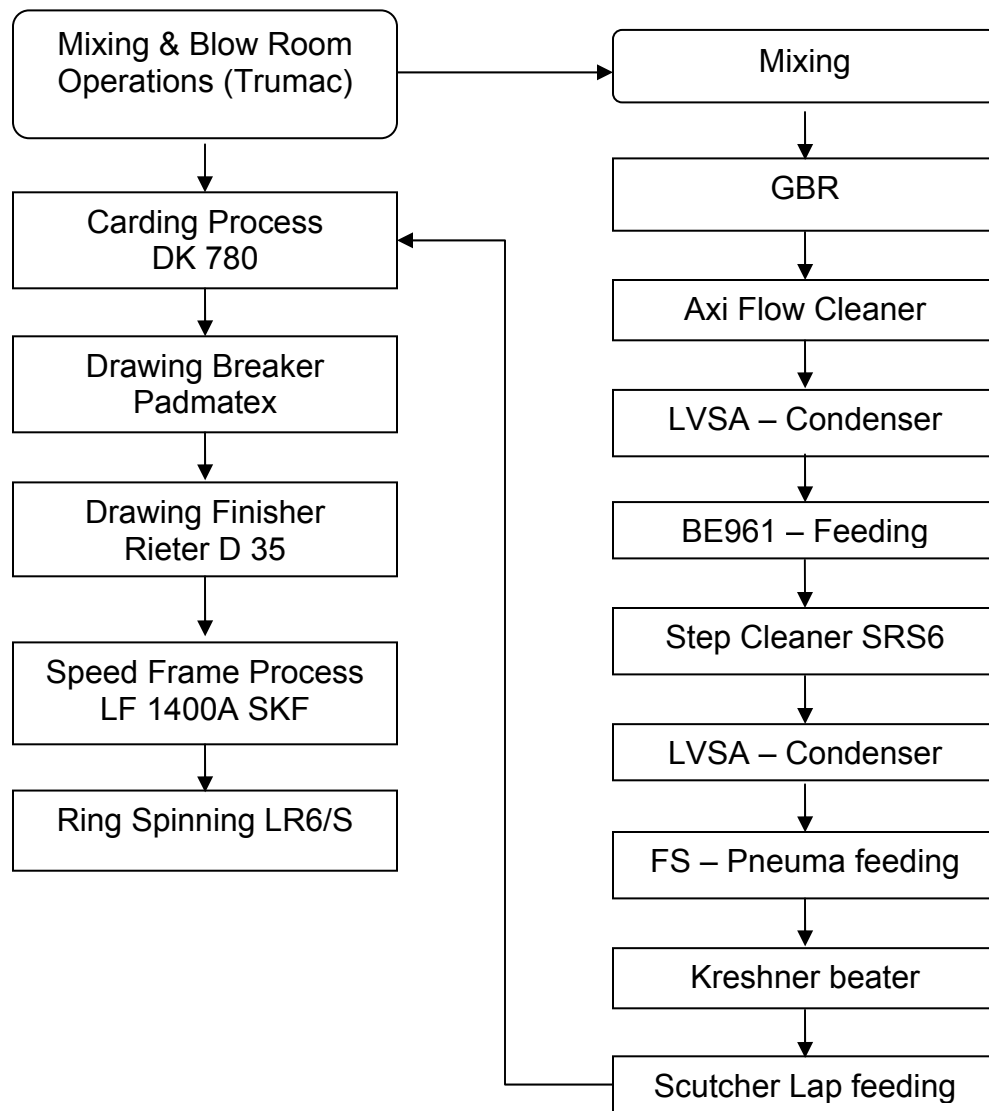 Mixing & Blow Room
Operations (Trumac)
Carding Process
DK 780
Drawing Breaker
Padmatex
Drawing Finisher
Rieter D 35
Speed Frame Process
LF 1400A SKF
Ring Spinning LR6/S
Mixing
GBR
Axi Flow Cleaner
LVSA – Condenser
BE961 – Feeding
Step Cleaner SRS6
LVSA – Condenser
FS – Pneuma feeding
Kreshner beater
Scutcher Lap feeding